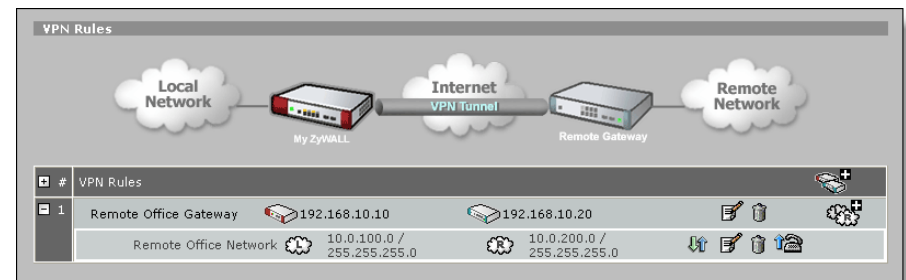 VPN Rules
Local
Network
Internet
VPN Tunnel
Remote
Network
My ZyWALL
Remote Gateway
# VPN Rules
1 Remote Office Gateway 192.168.10.10 192.168.10.20
Remote Office Network L 10.0.100.0 / 255.255.255.0 R 10.0.200.0 / 255.255.255.0